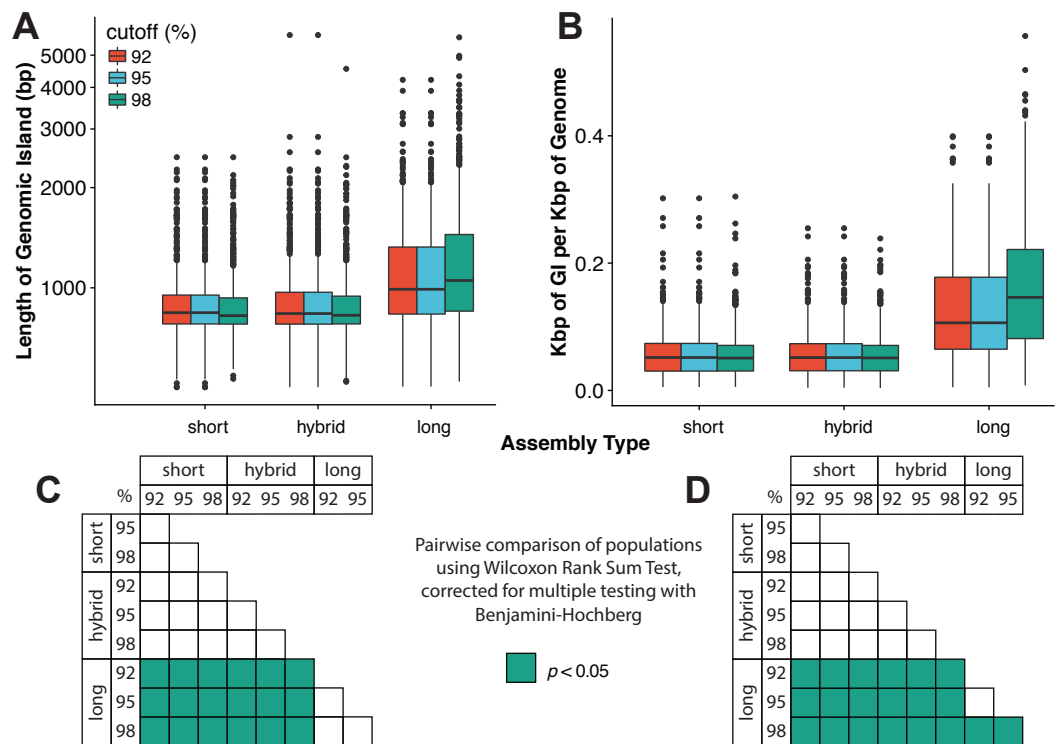 A
cutoff (%)
92
95
98
Length of Genomic Island (bp)
5000
4000
3000
2000
1000
short hybrid long
B
Kbp of GI per Kbp of Genome
0.4
0.2
0.0
short hybrid long
Assembly Type
C
short hybrid long
% 92 95 98 92 95 98 92 95
short
95
98
hybrid
92
95
98
long
92
95
98
Pairwise comparison of populations
using Wilcoxon Rank Sum Test,
corrected for multiple testing with
Benjamini-Hochberg
p < 0.05
D
short hybrid long
% 92 95 98 92 95 98 92 95
short
95
98
hybrid
92
95
98
long
92
95
98